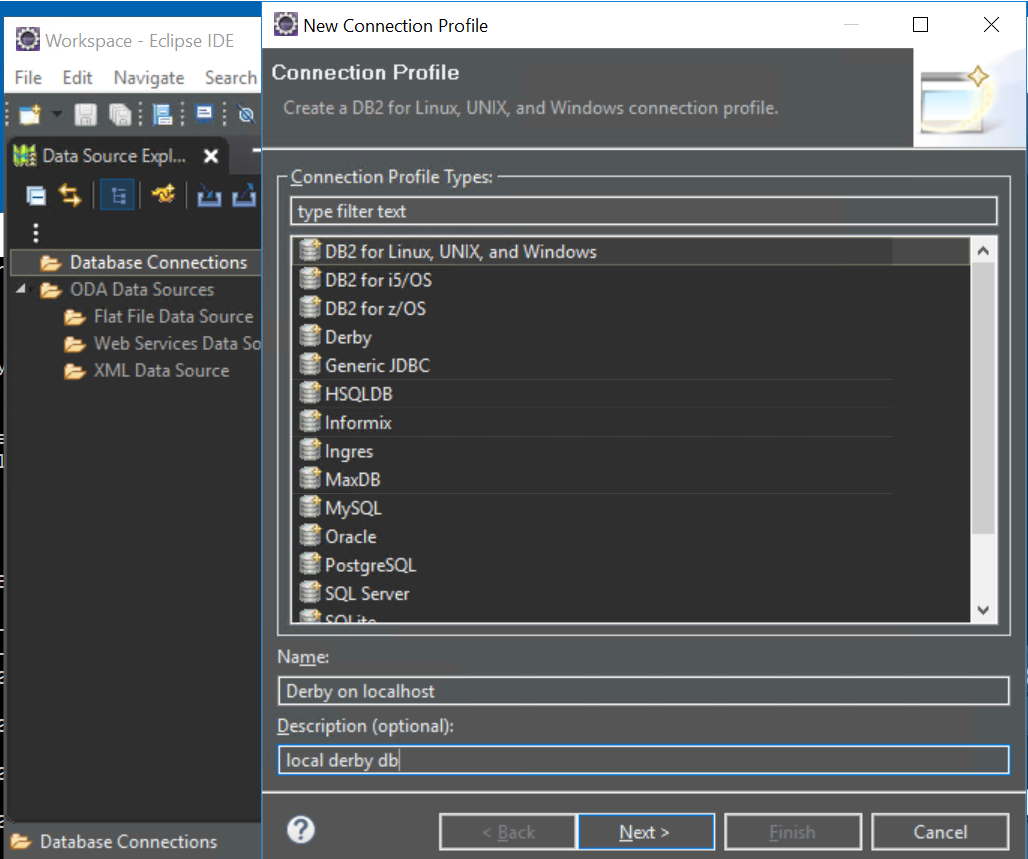 Workspace - Eclipse IDE
File Edit Navigate Search
Data Source Expl...
Database Connections
ODA Data Sources
Flat File Data Source
Web Services Data So
XML Data Source
Database Connections
New Connection Profile
Connection Profile
Create a DB2 for Linux, UNIX, and Windows connection profile.
Connection Profile Types:
type filter text
DB2 for Linux, UNIX, and Windows
DB2 for i5/OS
DB2 for z/OS
Derby
Generic JDBC
HSQLDB
Informix
Ingres
MaxDB
MySQL
Oracle
PostgreSQL
SQL Server
SQLite
Name:
Derby on localhost
Description (optional):
local derby db
< Back Next > Finish Cancel